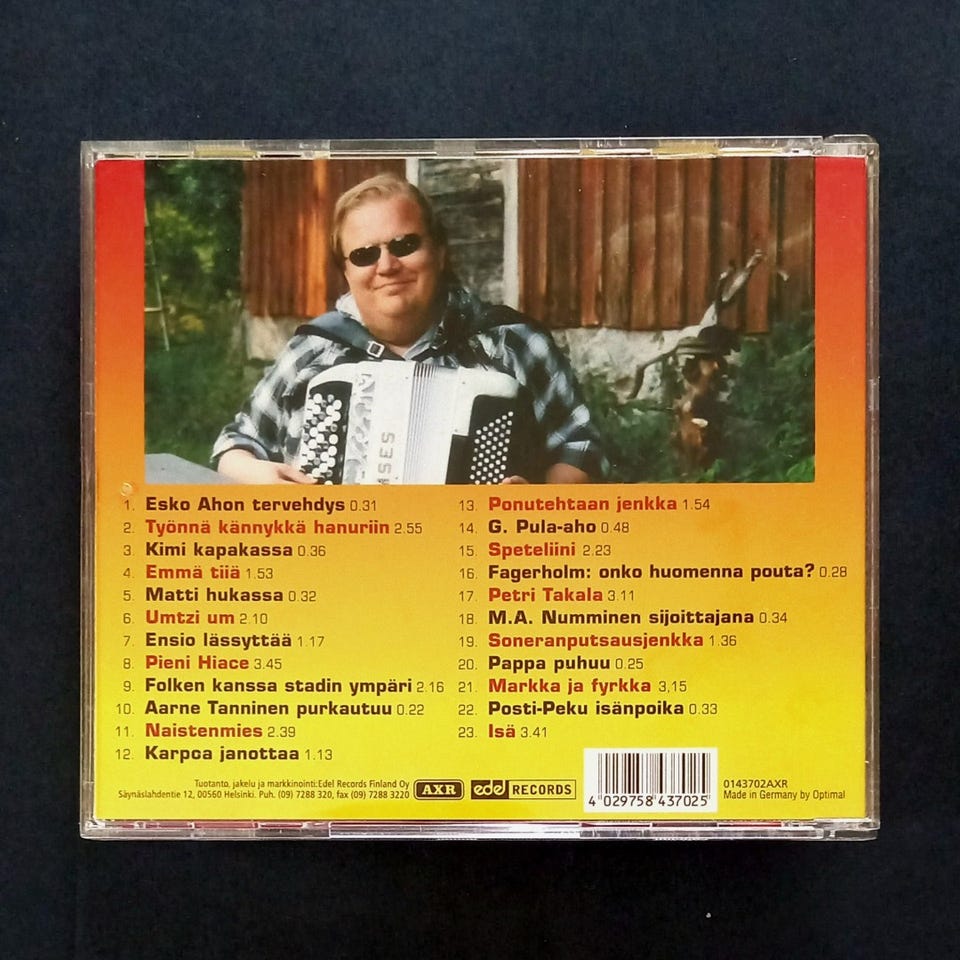 MSES
1. Esko Ahon tervehdys 0.31
2. Työnnä kännykkä hanuriin 2.55
3. Kimi kapakassa 0.36
4. Emmä tiiä 1.53
5. Matti hukassa 0.32
6. Umtzi um 2.10
7. Ensio lässyttää 1.17
8. Pieni Hiace 3.45
9. Folken kanssa stadin ympäri 2.16
10. Aarne Tanninen purkautuu 0.22
11. Naistenmies 2.39
12. Karpoa janottaa 1.13
13. Ponutehtaan jenkka 1.54
14. G. Pula-aho 0.48
15. Speteliini 2.23
16. Fagerholm: onko huomenna pouta? 0.28
17. Petri Takala 3.11
18. M.A. Numminen sijoittajana 0.34
19. Soneranputsausjenkka 1.36
20. Pappa puhuu 0.25
21. Markka ja fyrkka 3,15
22. Posti-Peku isänpoika 0.33
23. Isä 3.41
Tuotanto, jakelu ja markkinointi:Edel Records Finland Oy
Säynäslahdentie 12, 00560 Helsinki. Puh. (09) 7288 320, fax (09) 7288 3220
AXR
edel RECORDS
4 029758 437025
0143702AXR
Made in Germany by Optimal